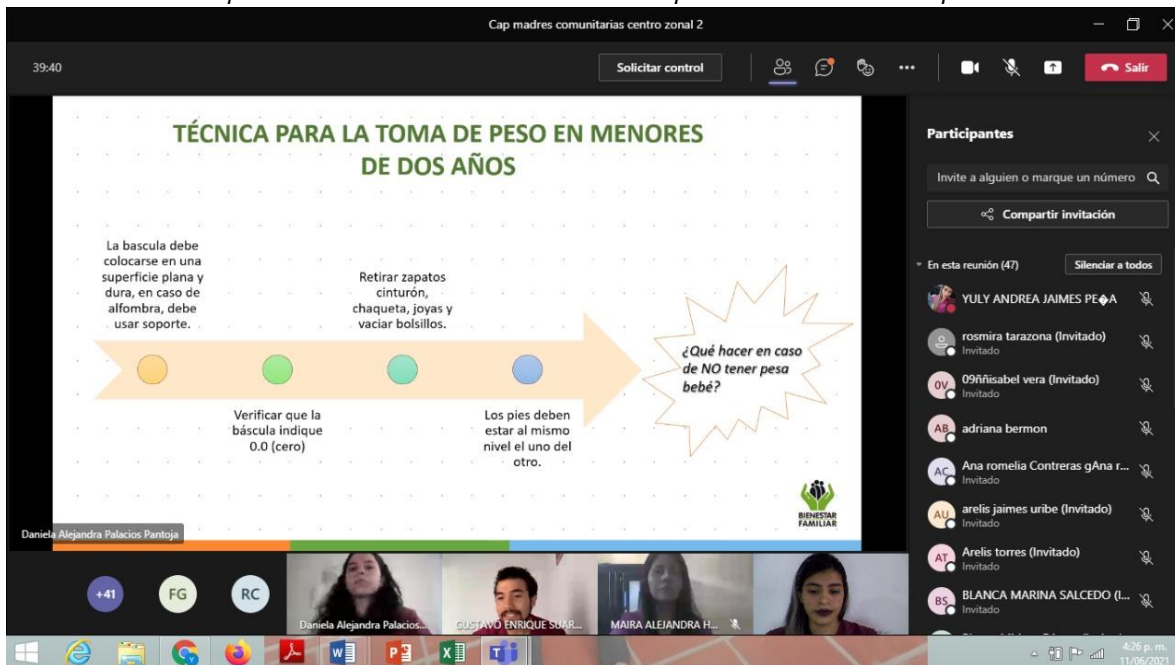 Cap madres comunitarias centro zonal 2
39:40
Solicitar control
Salir
TÉCNICA PARA LA TOMA DE PESO EN MENORES
DE DOS AÑOS
La bascula debe
colocarse en una
superficie plana y
dura, en caso de
alfombra, debe
usar soporte.
Retirar zapatos
cinturón,
chaqueta, joyas y
vaciar bolsillos.
Verificar que la
báscula indique
0.0 (cero)
Los pies deben
estar al mismo
nivel el uno del
otro.
¿Qué hacer en caso
de NO tener pesa
bebé?
BIENESTAR
FAMILIAR
Daniela Alejandra Palacios Pantoja
+41
FG
RC
Daniela Alejandra Palacios...
GUSTAVO ENRIQUE SUAR...
MAIRA ALEJANDRA H...
Participantes
Invite a alguien o marque un número
Compartir invitación
En esta reunión (47)
Silenciar a todos
YULY ANDREA JAIMES PE�A
rosmira tarazona (Invitado)
Invitado
OV
09ññisabel vera (Invitado)
Invitado
AB
adriana bermon
AC
Ana romelia Contreras gAna r...
Invitado
AU
arelis jaimes uribe (Invitado)
Invitado
AT
Arelis torres (Invitado)
Invitado
BS
BLANCA MARINA SALCEDO (I...
Invitado
4:26 p. m.
11/06/2021